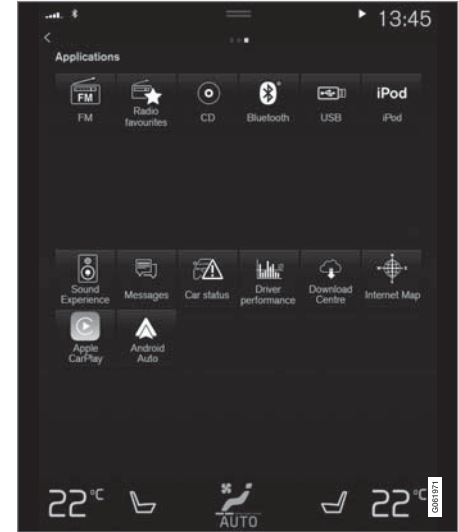 13:45
Applications
FM
iPod
FM
Radio favourites
CD
Bluetooth
USB
iPod
Sound Experience
Messages
Car status
Driver performance
Download Centre
Internet Map
Apple CarPlay
Android Auto
22°C
AUTO
22°C
G061971